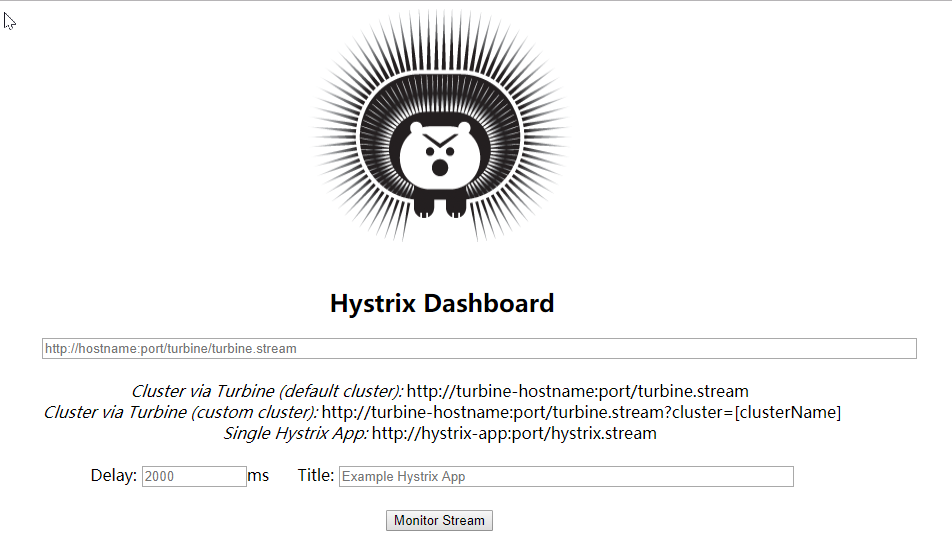 Hystrix Dashboard
http://hostname:port/turbine/turbine.stream
Cluster via Turbine (default cluster): http://turbine-hostname:port/turbine.stream
Cluster via Turbine (custom cluster): http://turbine-hostname:port/turbine.stream?cluster=[clusterName]
Single Hystrix App: http://hystrix-app:port/hystrix.stream
Delay: 2000 ms Title: Example Hystrix App
Monitor Stream